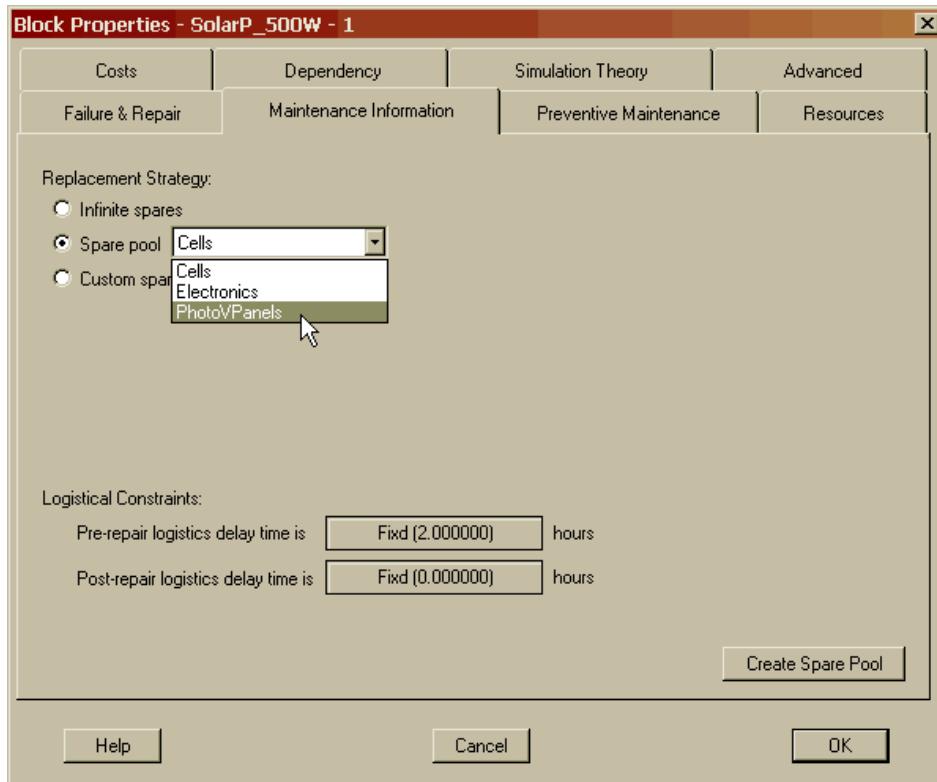 Block Properties - SolarP_500W - 1
Costs Dependency Simulation Theory Advanced
Failure & Repair Maintenance Information Preventive Maintenance Resources
Replacement Strategy:
Infinite spares
Spare pool Cells
Cells
Custom spar
Electronics
PhotoVPanels
Logistical Constraints:
Pre-repair logistics delay time is Fixd (2.000000) hours
Post-repair logistics delay time is Fixd (0.000000) hours
Create Spare Pool
Help Cancel OK